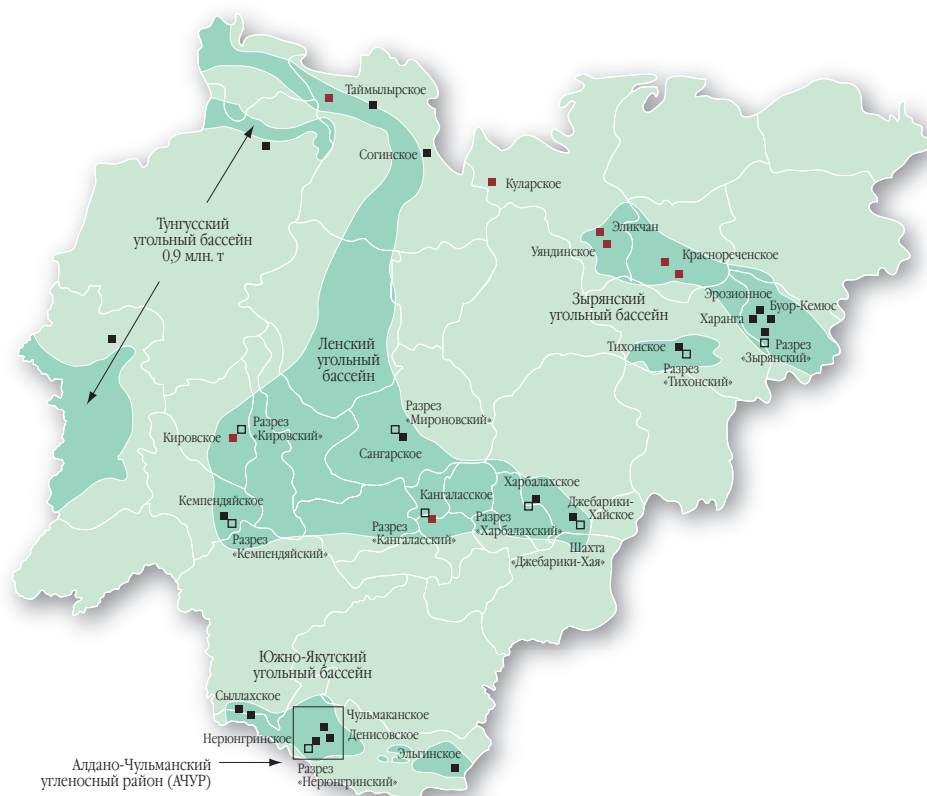 Таймылырское
Согинское
Куларское
Тунгусский
угольный бассейн
0,9 млн. т
Эликчан
Уяндинское
Краснореченское
Зырянский
угольный бассейн
Эрозионное
Буор-Кемюс
Харанга
Разрез
«Зырянский»
Тихонское
Разрез
«Тихонский»
Ленский
угольный
бассейн
Разрез
«Кировский»
Кировское
Разрез
«Мироновский»
Сангарское
Кемпендяйское
Разрез
«Кемпендяйский»
Кангаласское
Разрез
«Кангаласский»
Харбалахское
Разрез
«Харбалахский»
Джебарики-
Хайское
Шахта
«Джебарики-Хая»
Южно-Якутский
угольный бассейн
Сыллахское
Чульмаканское
Нерюнгринское
Денисовское
Эльгинское
Разрез
«Нерюнгринский»
Алдано-Чульманский
угленосный район (АЧУР)